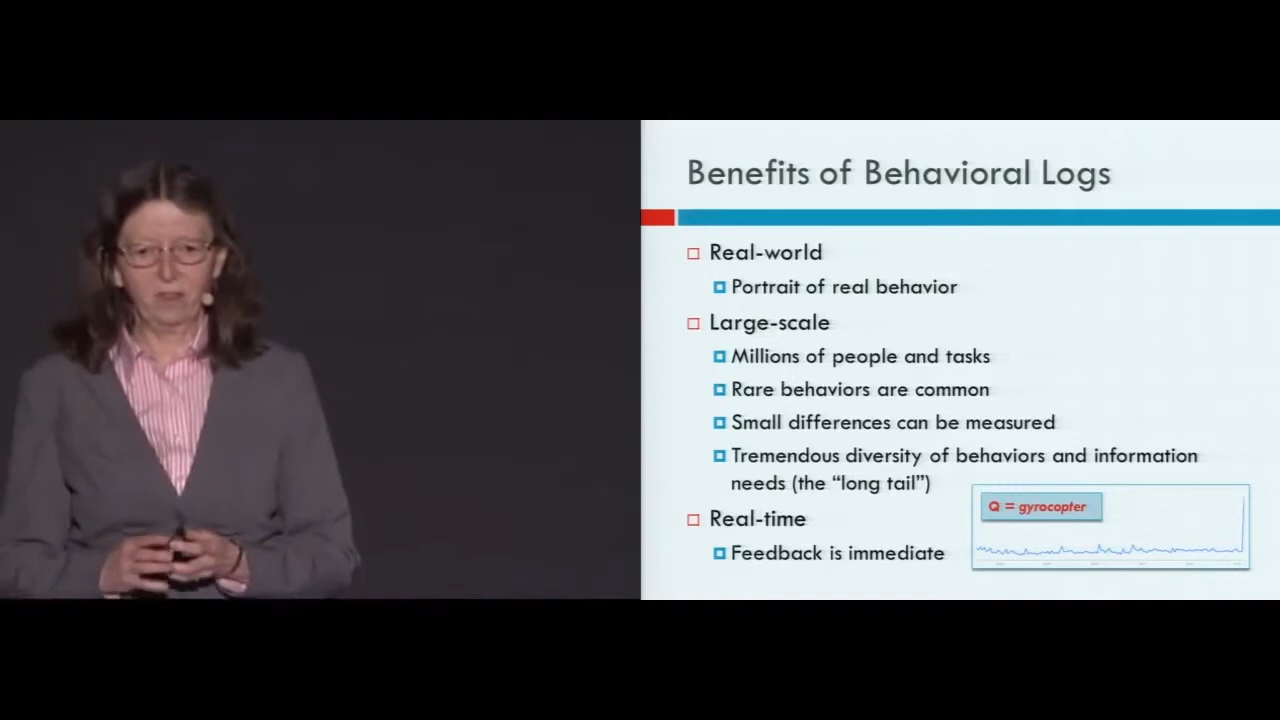 Benefits of Behavioral Logs
Real-world
Portrait of real behavior
Large-scale
Millions of people and tasks
Rare behaviors are common
Small differences can be measured
Tremendous diversity of behaviors and information
needs (the “long tail”)
Q = gyrocopter
Real-time
Feedback is immediate